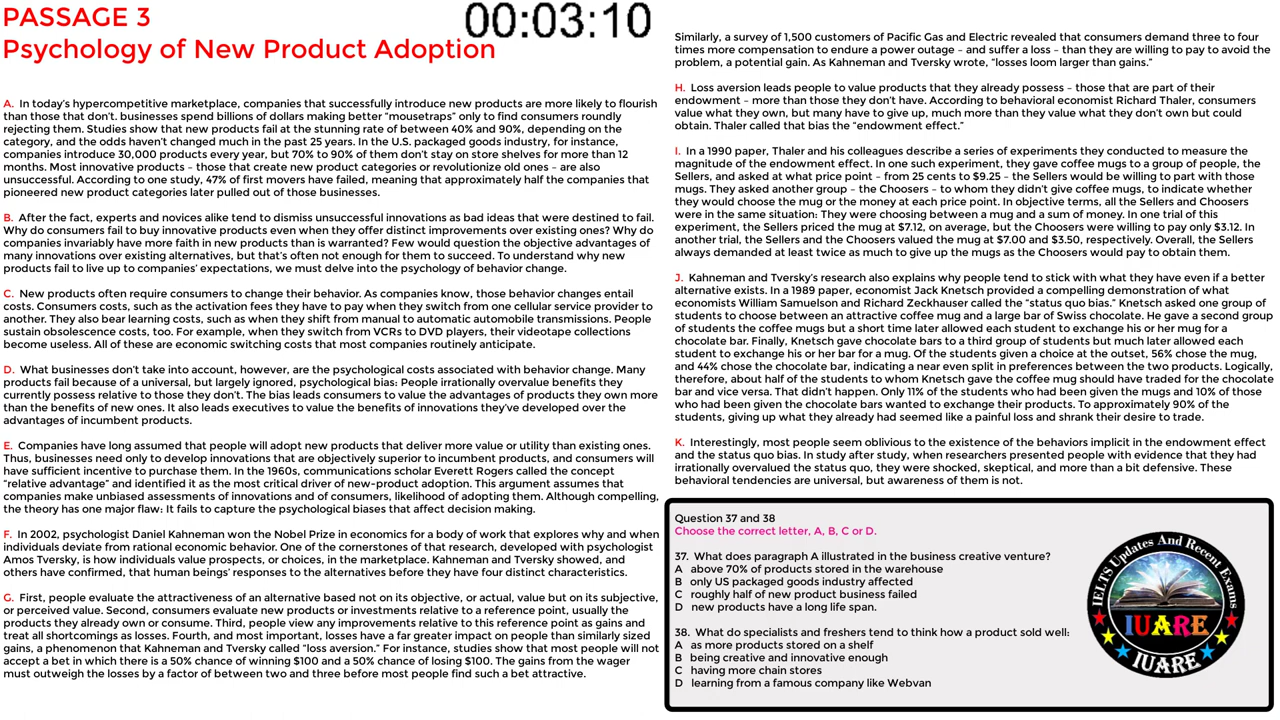 PASSAGE 3
00:03:10
Psychology of New Product Adoption
A. In today's hypercompetitive marketplace, companies that successfully introduce new products are more likely to flourish
than those that don't. businesses spend billions of dollars making better "mousetraps" only to find consumers roundly
rejecting them. Studies show that new products fail at the stunning rate of between 40% and 90%, depending on the
category, and the odds haven't changed much in the past 25 years. In the U.S. packaged goods industry, for instance,
companies introduce 30,000 products every year, but 70% to 90% of them don't stay on store shelves for more than 12
months. Most innovative products – those that create new product categories or revolutionize old ones – are also
unsuccessful. According to one study, 47% of first movers have failed, meaning that approximately half the companies that
pioneered new product categories later pulled out of those businesses.
B. After the fact, experts and novices alike tend to dismiss unsuccessful innovations as bad ideas that were destined to fail.
Why do consumers fail to buy innovative products even when they offer distinct improvements over existing ones? Why do
companies invariably have more faith in new products than is warranted? Few would question the objective advantages of
many innovations over existing alternatives, but that's often not enough for them to succeed. To understand why new
products fail to live up to companies' expectations, we must delve into the psychology of behavior change.
C. New products often require consumers to change their behavior. As companies know, those behavior changes entail
costs. Consumers costs, such as the activation fees they have to pay when they switch from one cellular service provider to
another. They also bear learning costs, such as when they shift from manual to automatic automobile transmissions. People
sustain obsolescence costs, too. For example, when they switch from VCRs to DVD players, their videotape collections
become useless. All of these are economic switching costs that most companies routinely anticipate.
D. What businesses don't take into account, however, are the psychological costs associated with behavior change. Many
products fail because of a universal, but largely ignored, psychological bias: People irrationally overvalue benefits they
currently possess relative to those they don't. The bias leads consumers to value the advantages of products they own more
than the benefits of new ones. It also leads executives to value the benefits of innovations they've developed over the
advantages of incumbent products.
E. Companies have long assumed that people will adopt new products that deliver more value or utility than existing ones.
Thus, businesses need only to develop innovations that are objectively superior to incumbent products, and consumers will
have sufficient incentive to purchase them. In the 1960s, communications scholar Everett Rogers called the concept
"relative advantage" and identified it as the most critical driver of new-product adoption. This argument assumes that
companies make unbiased assessments of innovations and of consumers, likelihood of adopting them. Although compelling,
the theory has one major flaw: It fails to capture the psychological biases that affect decision making.
F. In 2002, psychologist Daniel Kahneman won the Nobel Prize in economics for a body of work that explores why and when
individuals deviate from rational economic behavior. One of the cornerstones of that research, developed with psychologist
Amos Tversky, is how individuals value prospects, or choices, in the marketplace. Kahneman and Tversky showed, and
others have confirmed, that human beings' responses to the alternatives before they have four distinct characteristics.
G. First, people evaluate the attractiveness of an alternative based not on its objective, or actual, value but on its subjective,
or perceived value. Second, consumers evaluate new products or investments relative to a reference point, usually the
products they already own or consume. Third, people view any improvements relative to this reference point as gains and
treat all shortcomings as losses. Fourth, and most important, losses have a far greater impact on people than similarly sized
gains, a phenomenon that Kahneman and Tversky called "loss aversion." For instance, studies show that most people will not
accept a bet in which there is a 50% chance of winning $100 and a 50% chance of losing $100. The gains from the wager
must outweigh the losses by a factor of between two and three before most people find such a bet attractive.
Similarly, a survey of 1,500 customers of Pacific Gas and Electric revealed that consumers demand three to four
times more compensation to endure a power outage – and suffer a loss – than they are willing to pay to avoid the
problem, a potential gain. As Kahneman and Tversky wrote, "losses loom larger than gains."
H. Loss aversion leads people to value products that they already possess – those that are part of their
endowment – more than those they don't have. According to behavioral economist Richard Thaler, consumers
value what they own, but many have to give up, much more than they value what they don't own but could
obtain. Thaler called that bias the "endowment effect."
I. In a 1990 paper, Thaler and his colleagues describe a series of experiments they conducted to measure the
magnitude of the endowment effect. In one such experiment, they gave coffee mugs to a group of people, the
Sellers, and asked at what price point – from 25 cents to $9.25 – the Sellers would be willing to part with those
mugs. They asked another group – the Choosers – to whom they didn't give coffee mugs, to indicate whether
they would choose the mug or the money at each price point. In objective terms, all the Sellers and Choosers
were in the same situation: They were choosing between a mug and a sum of money. In one trial of this
experiment, the Sellers priced the mug at $7.12, on average, but the Choosers were willing to pay only $3.12. In
another trial, the Sellers and the Choosers valued the mug at $7.00 and $3.50, respectively. Overall, the Sellers
always demanded at least twice as much to give up the mugs as the Choosers would pay to obtain them.
J. Kahneman and Tversky's research also explains why people tend to stick with what they have even if a better
alternative exists. In a 1989 paper, economist Jack Knetsch provided a compelling demonstration of what
economists William Samuelson and Richard Zeckhauser called the "status quo bias." Knetsch asked one group of
students to choose between an attractive coffee mug and a large bar of Swiss chocolate. He gave a second group
of students the coffee mugs but a short time later allowed each student to exchange his or her mug for a
chocolate bar. Finally, Knetsch gave chocolate bars to a third group of students but much later allowed each
student to exchange his or her bar for a mug. Of the students given a choice at the outset, 56% chose the mug,
and 44% chose the chocolate bar, indicating a near even split in preferences between the two products. Logically,
therefore, about half of the students to whom Knetsch gave the coffee mug should have traded for the chocolate
bar and vice versa. That didn't happen. Only 11% of the students who had been given the mugs and 10% of those
who had been given the chocolate bars wanted to exchange their products. To approximately 90% of the
students, giving up what they already had seemed like a painful loss and shrank their desire to trade.
K. Interestingly, most people seem oblivious to the existence of the behaviors implicit in the endowment effect
and the status quo bias. In study after study, when researchers presented people with evidence that they had
irrationally overvalued the status quo, they were shocked, skeptical, and more than a bit defensive. These
behavioral tendencies are universal, but awareness of them is not.
Question 37 and 38
Choose the correct letter, A, B, C or D.
37. What does paragraph A illustrated in the business creative venture?
A above 70% of products stored in the warehouse
B only US packaged goods industry affected
C roughly half of new product business failed
D new products have a long life span.
38. What do specialists and freshers tend to think how a product sold well:
A as more products stored on a shelf
B being creative and innovative enough
C having more chain stores
D learning from a famous company like Webvan
IELTS Updates And Recent Exams
IUARE
IUARE